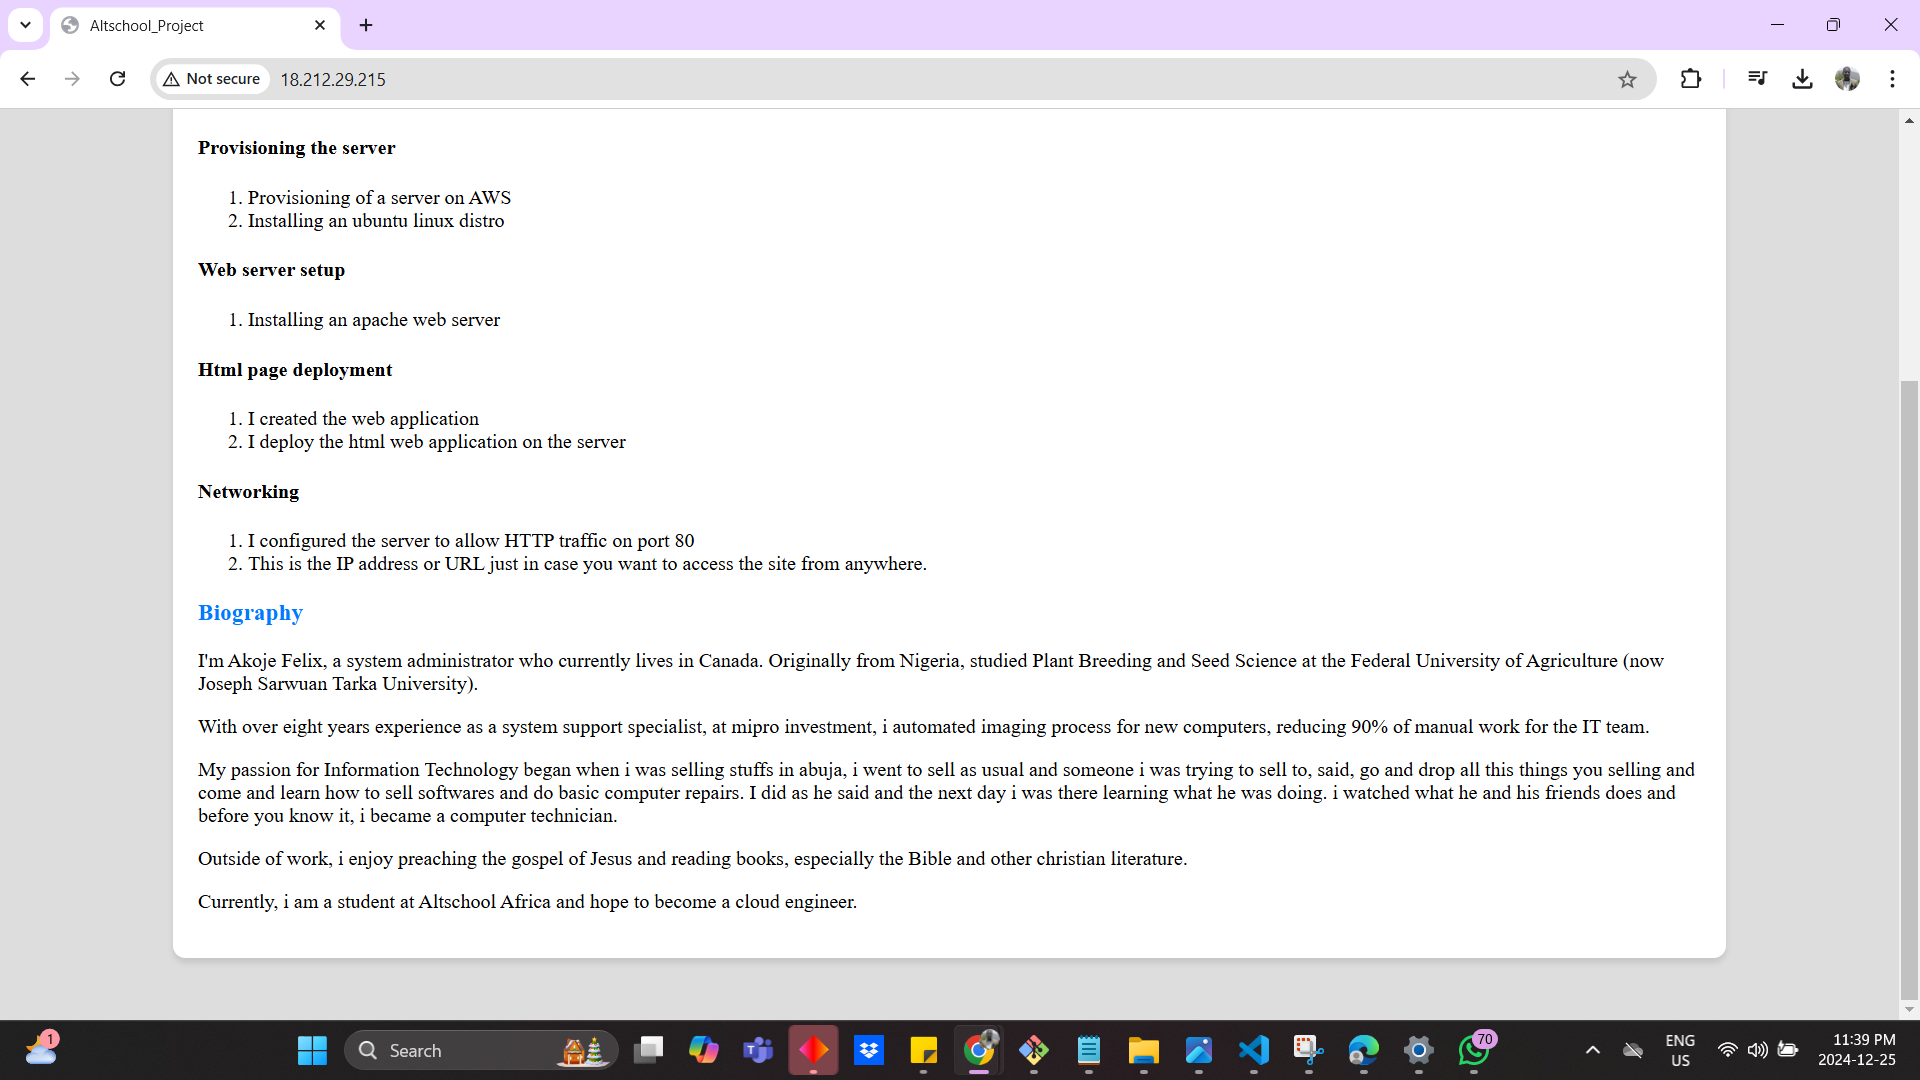 Altschool_Project
Not secure
18.212.29.215
Provisioning the server
1. Provisioning of a server on AWS
2. Installing an ubuntu linux distro
Web server setup
1. Installing an apache web server
Html page deployment
1. I created the web application
2. I deploy the html web application on the server
Networking
1. I configured the server to allow HTTP traffic on port 80
2. This is the IP address or URL just in case you want to access the site from anywhere.
Biography
I'm Akoje Felix, a system administrator who currently lives in Canada. Originally from Nigeria, studied Plant Breeding and Seed Science at the Federal University of Agriculture (now
Joseph Sarwuan Tarka University).
With over eight years experience as a system support specialist, at mipro investment, i automated imaging process for new computers, reducing 90% of manual work for the IT team.
My passion for Information Technology began when i was selling stuffs in abuja, i went to sell as usual and someone i was trying to sell to, said, go and drop all this things you selling and
come and learn how to sell softwares and do basic computer repairs. I did as he said and the next day i was there learning what he was doing. i watched what he and his friends does and
before you know it, i became a computer technician.
Outside of work, i enjoy preaching the gospel of Jesus and reading books, especially the Bible and other christian literature.
Currently, i am a student at Altschool Africa and hope to become a cloud engineer.
1
Search
70
ENG
US
11:39 PM
2024-12-25